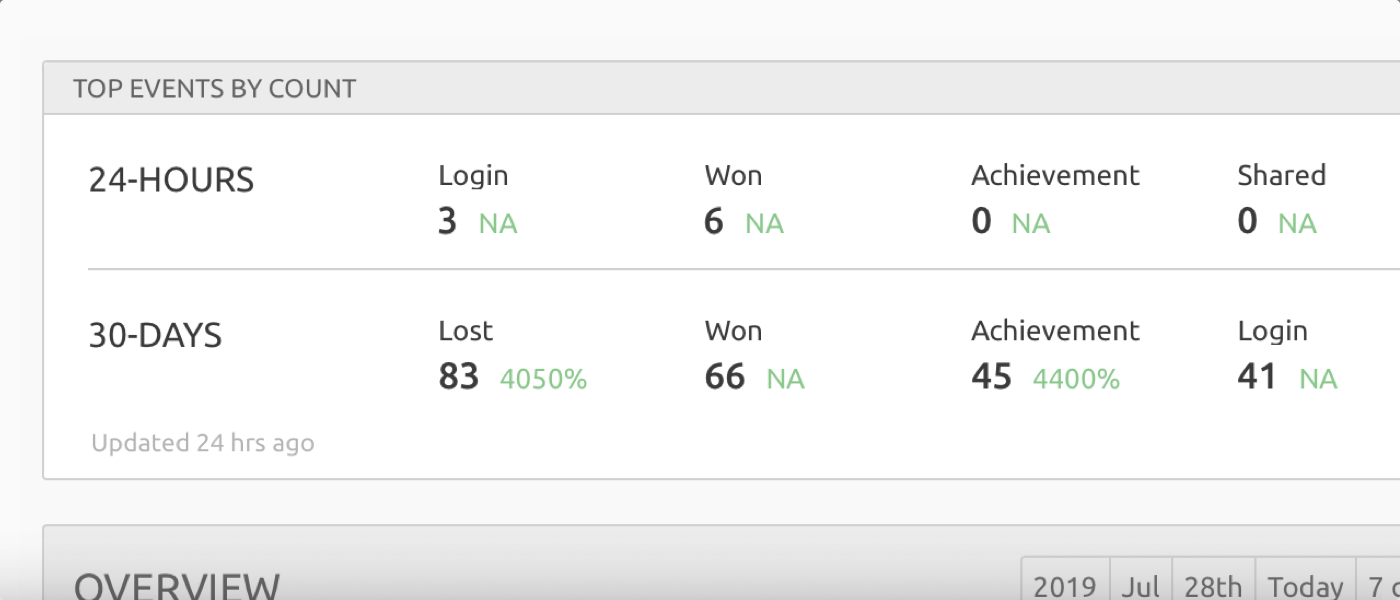 TOP EVENTS BY COUNT
24-HOURS
Login Won Achievement Shared
3 NA 6 NA 0 NA 0 NA
30-DAYS
Lost Won Achievement Login
83 4050% 66 NA 45 4400% 41 NA
Updated 24 hrs ago
OVERVIEW 2019 Jul 28th Today 7